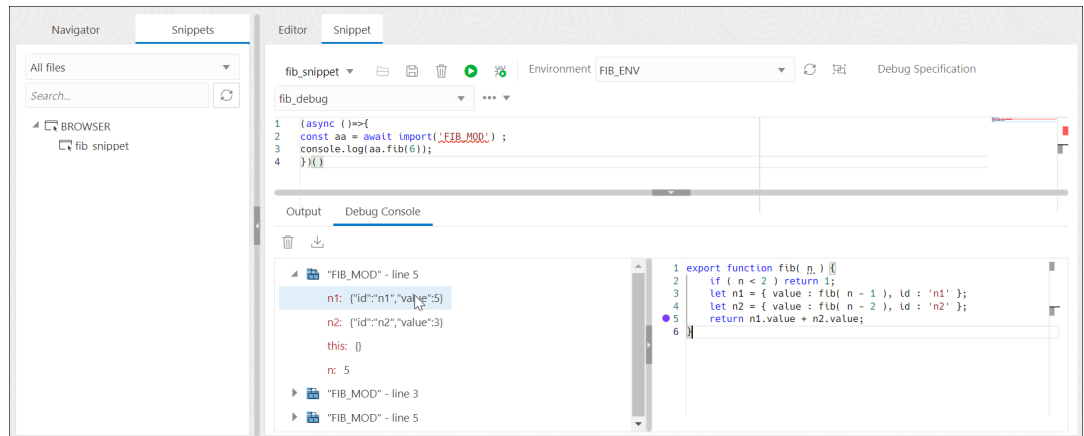 Navigator Snippets
All files
Search...
BROWSER
fib_snippet
Editor Snippet
fib_snippet Environment FIB_ENV Debug Specification
fib_debug
1 (async ()=>{
2 const aa = await import('FIB_MOD') ;
3 console.log(aa.fib(6));
4 })()
Output Debug Console
"FIB_MOD" - line 5
n1: {"id":"n1","value":5}
n2: {"id":"n2","value":3}
this: {}
n: 5
"FIB_MOD" - line 3
"FIB_MOD" - line 5
1 export function fib( n ) {
2 if ( n < 2 ) return 1;
3 let n1 = { value : fib( n - 1 ), id : 'n1' };
4 let n2 = { value : fib( n - 2 ), id : 'n2' };
5 return n1.value + n2.value;
6 }